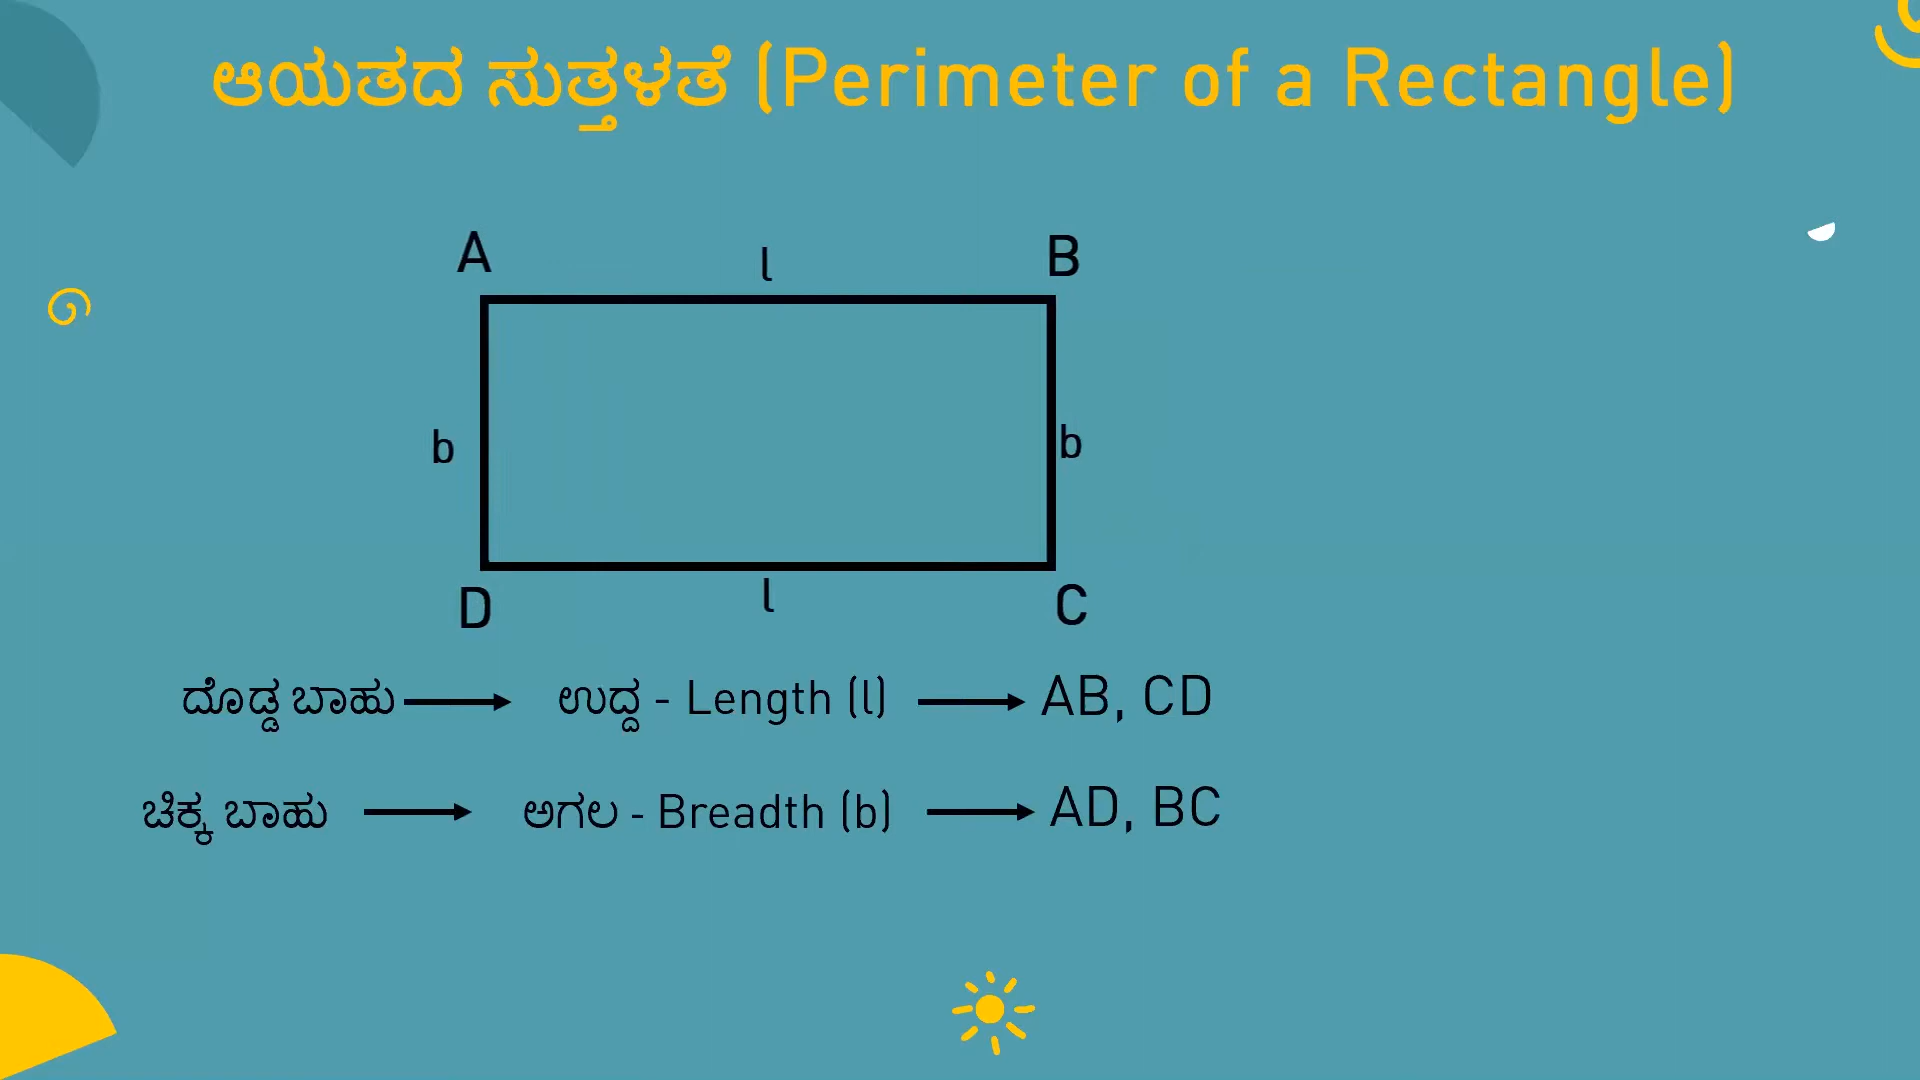 ಆಯತದ ಸುತ್ತಳತೆ (Perimeter of a Rectangle)
A l B
b b
D l C
ದೊಡ್ಡ ಬಾಹು ಉದ್ದ - Length (l) AB, CD
ಚಿಕ್ಕ ಬಾಹು ಅಗಲ - Breadth (b) AD, BC